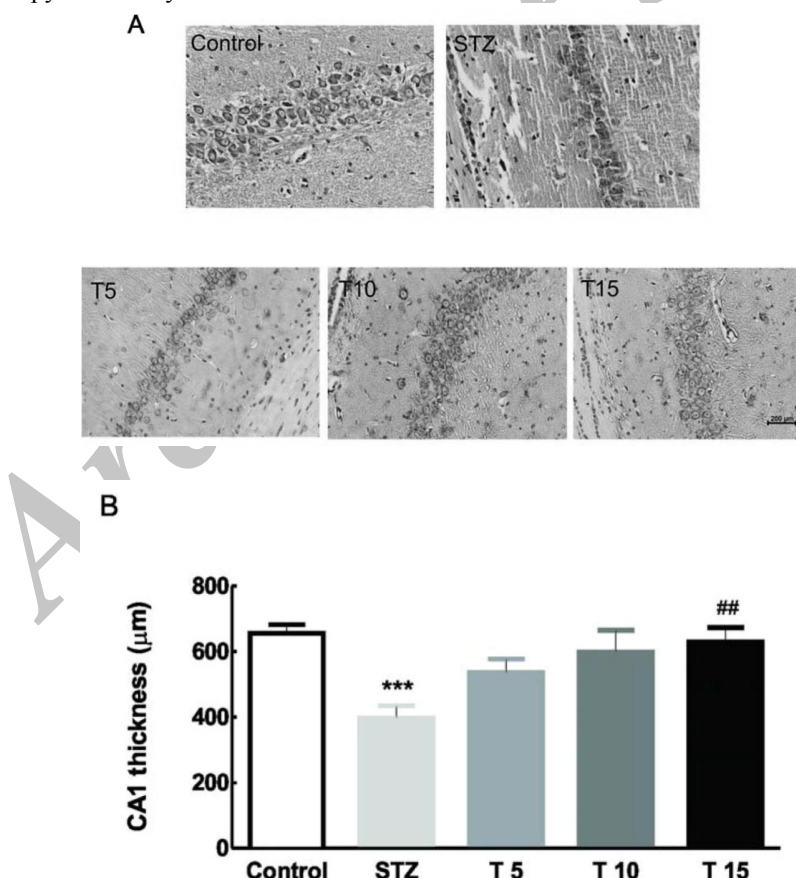 A
Control
STZ
T5
T10
T15
200 µm
B
CA1 thickness (µm)
800
600
400
200
0
***
##
Control
STZ
T 5
T 10
T 15